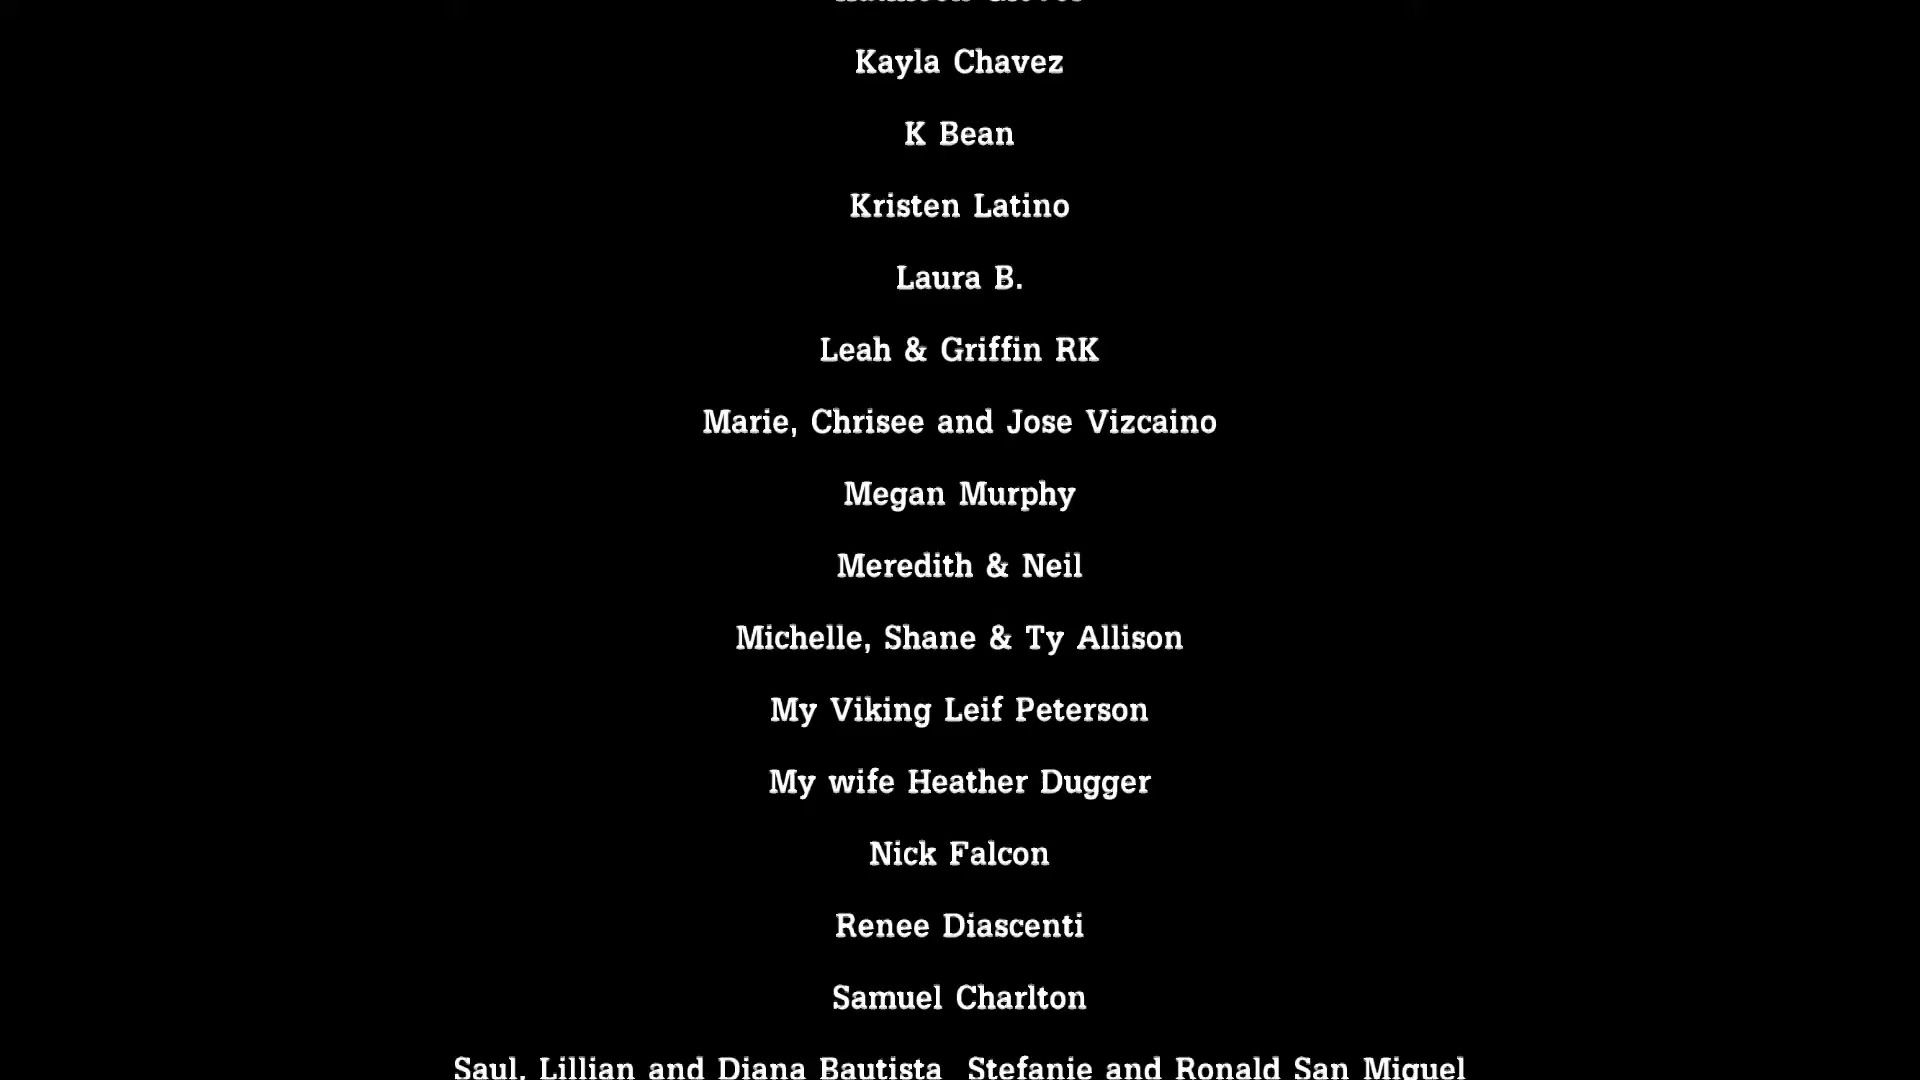 Kayla Chavez
K Bean
Kristen Latino
Laura B.
Leah & Griffin RK
Marie, Chrisee and Jose Vizcaino
Megan Murphy
Meredith & Neil
Michelle, Shane & Ty Allison
My Viking Leif Peterson
My wife Heather Dugger
Nick Falcon
Renee Diascenti
Samuel Charlton
Saul, Lillian and Diana Bautista  Stefanie and Ronald San Miguel